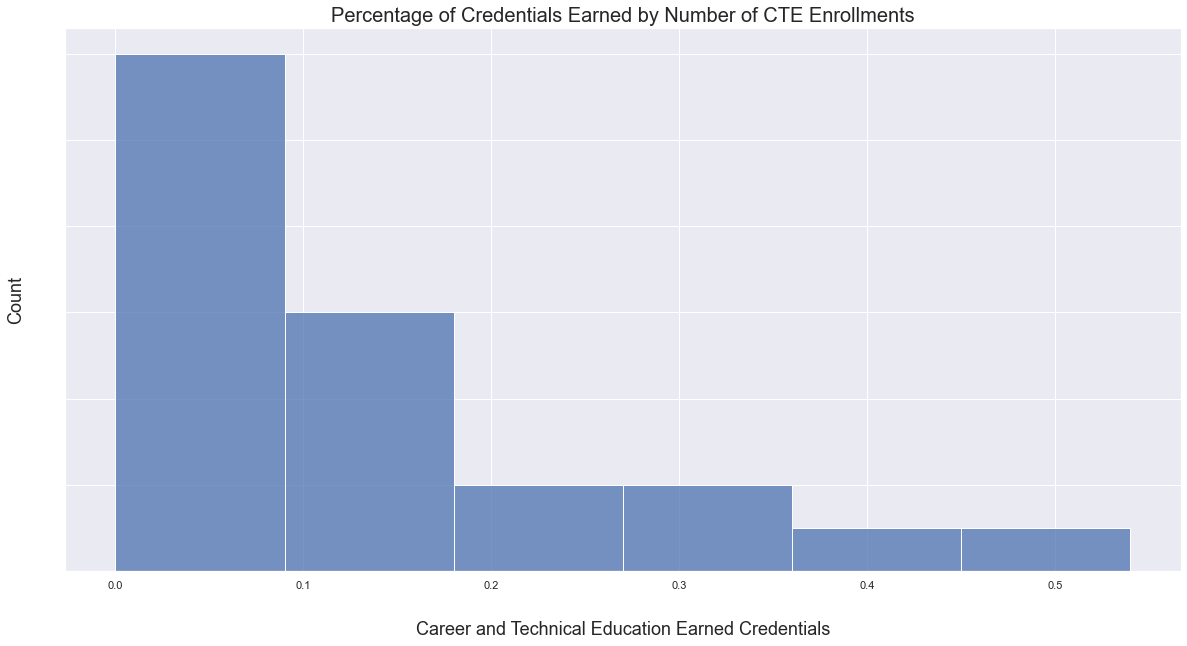 Percentage of Credentials Earned by Number of CTE Enrollments
Count
0.0 0.1 0.2 0.3 0.4 0.5
Career and Technical Education Earned Credentials